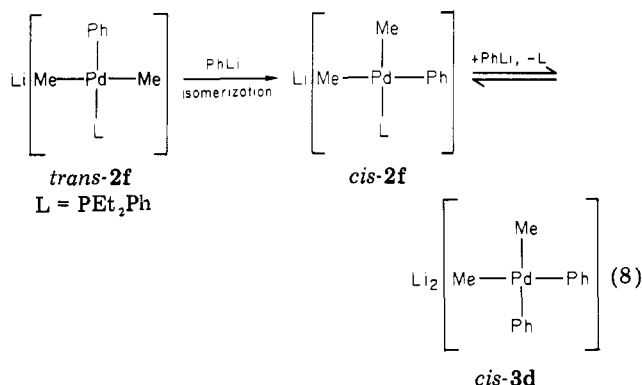 Ph
Li Me Pd Me
L
trans-2f
L = PEt₂Ph
PhLi
isomerization
Me
Li Me Pd Ph
L
cis-2f
+PhLi, -L
Me
Li₂ Me Pd Ph (8)
Ph
cis-3d